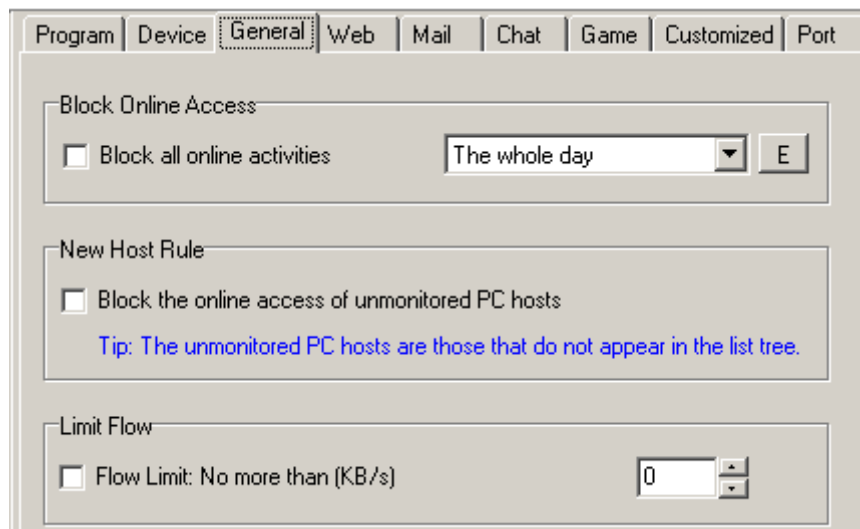 Program Device General Web Mail Chat Game Customized Port
Block Online Access
Block all online activities The whole day E
New Host Rule
Block the online access of unmonitored PC hosts
Tip: The unmonitored PC hosts are those that do not appear in the list tree.
Limit Flow
Flow Limit: No more than (KB/s) 0